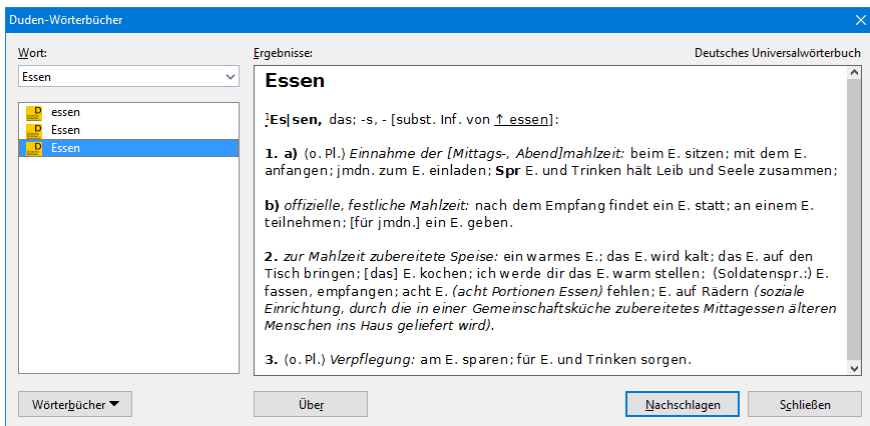 Duden-Wörterbücher
Wort:
Essen
essen
Essen
Essen
Ergebnisse:
Deutsches Universalwörterbuch
Essen
¹Es|sen, das; -s, - [subst. Inf. von ↑ essen]:
1. a) ⟨o. Pl.⟩ Einnahme der [Mittags-, Abend]mahlzeit: beim E. sitzen; mit dem E.
anfangen; jmdn. zum E. einladen; Spr E. und Trinken hält Leib und Seele zusammen;
b) offizielle, festliche Mahlzeit: nach dem Empfang findet ein E. statt; an einem E.
teilnehmen; [für jmdn.] ein E. geben.
2. zur Mahlzeit zubereitete Speise: ein warmes E.; das E. wird kalt; das E. auf den
Tisch bringen; [das] E. kochen; ich werde dir das E. warm stellen; (Soldatenspr.:) E.
fassen, empfangen; acht E. (acht Portionen Essen) fehlen; E. auf Rädern (soziale
Einrichtung, durch die in einer Gemeinschaftsküche zubereitetes Mittagessen älteren
Menschen ins Haus geliefert wird).
3. ⟨o. Pl.⟩ Verpflegung: am E. sparen; für E. und Trinken sorgen.
Wörterbücher
Über
Nachschlagen
Schließen